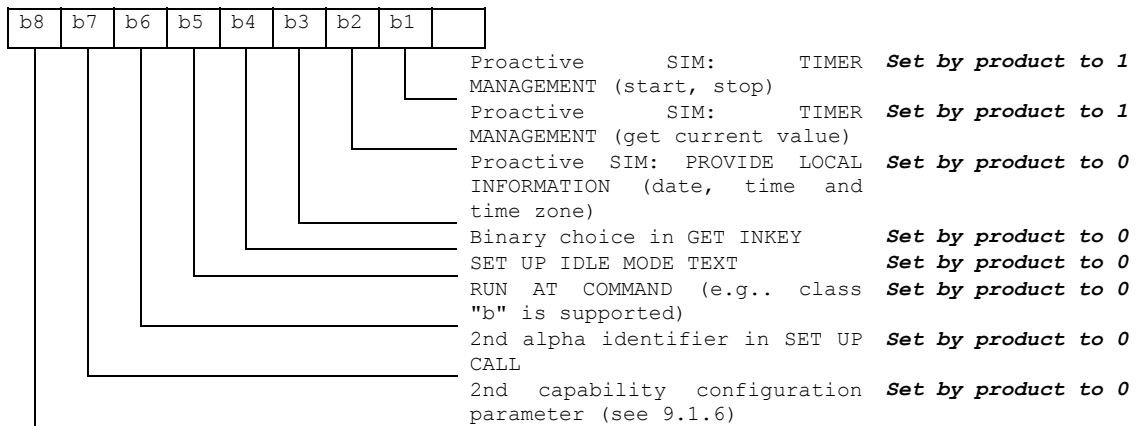 b8 b7 b6 b5 b4 b3 b2 b1
Proactive SIM: TIMER Set by product to 1
MANAGEMENT (start, stop)
Proactive SIM: TIMER Set by product to 1
MANAGEMENT (get current value)
Proactive SIM: PROVIDE LOCAL Set by product to 0
INFORMATION (date, time and
time zone)
Binary choice in GET INKEY Set by product to 0
SET UP IDLE MODE TEXT Set by product to 0
RUN AT COMMAND (e.g.. class Set by product to 0
"b" is supported)
2nd alpha identifier in SET UP Set by product to 0
CALL
2nd capability configuration Set by product to 0
parameter (see 9.1.6)